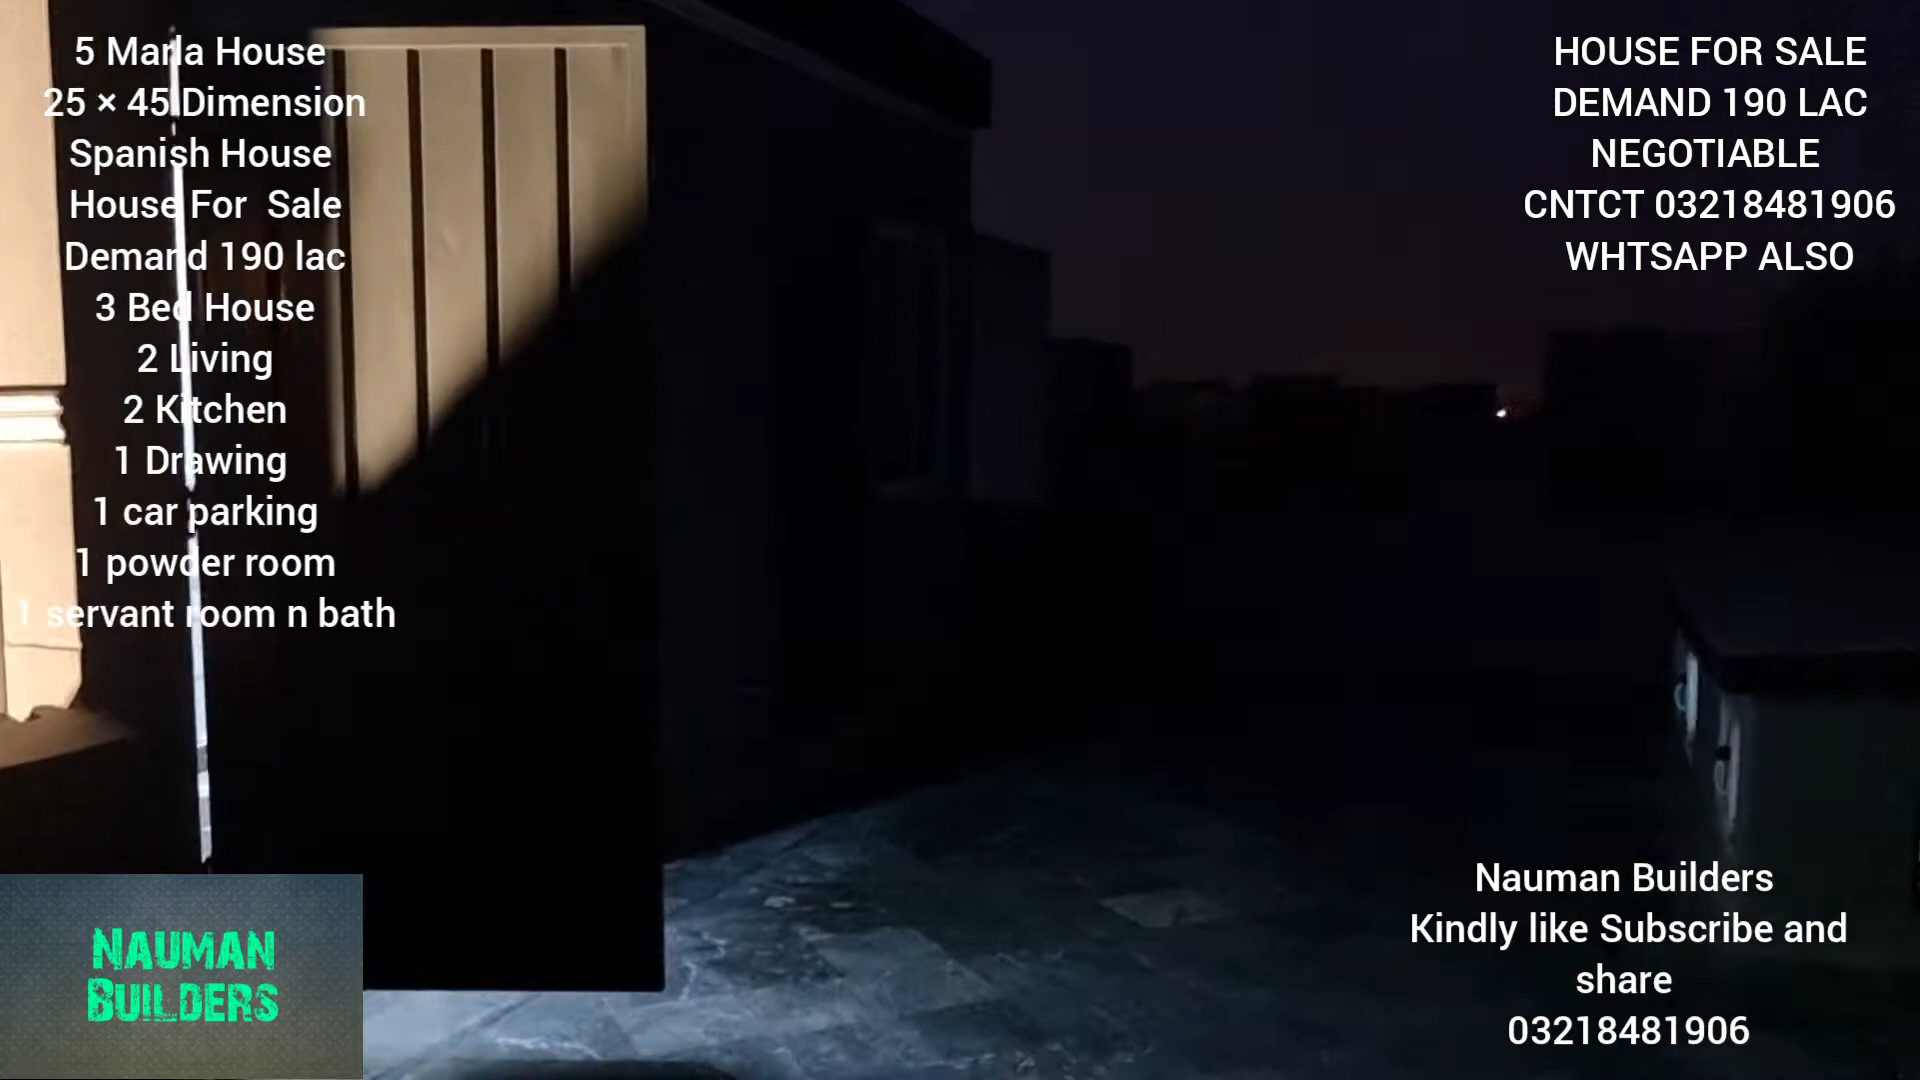 5 Marla House
25 × 45 Dimension
Spanish House
House For  Sale
Demand 190 lac
3 Bed House
2 Living
2 Kitchen
1 Drawing
1 car parking
1 powder room
1 servant room n bath
HOUSE FOR SALE
DEMAND 190 LAC
NEGOTIABLE
CNTCT 03218481906
WHTSAPP ALSO
NAUMAN
BUILDERS
Nauman Builders
Kindly like Subscribe and
share
03218481906